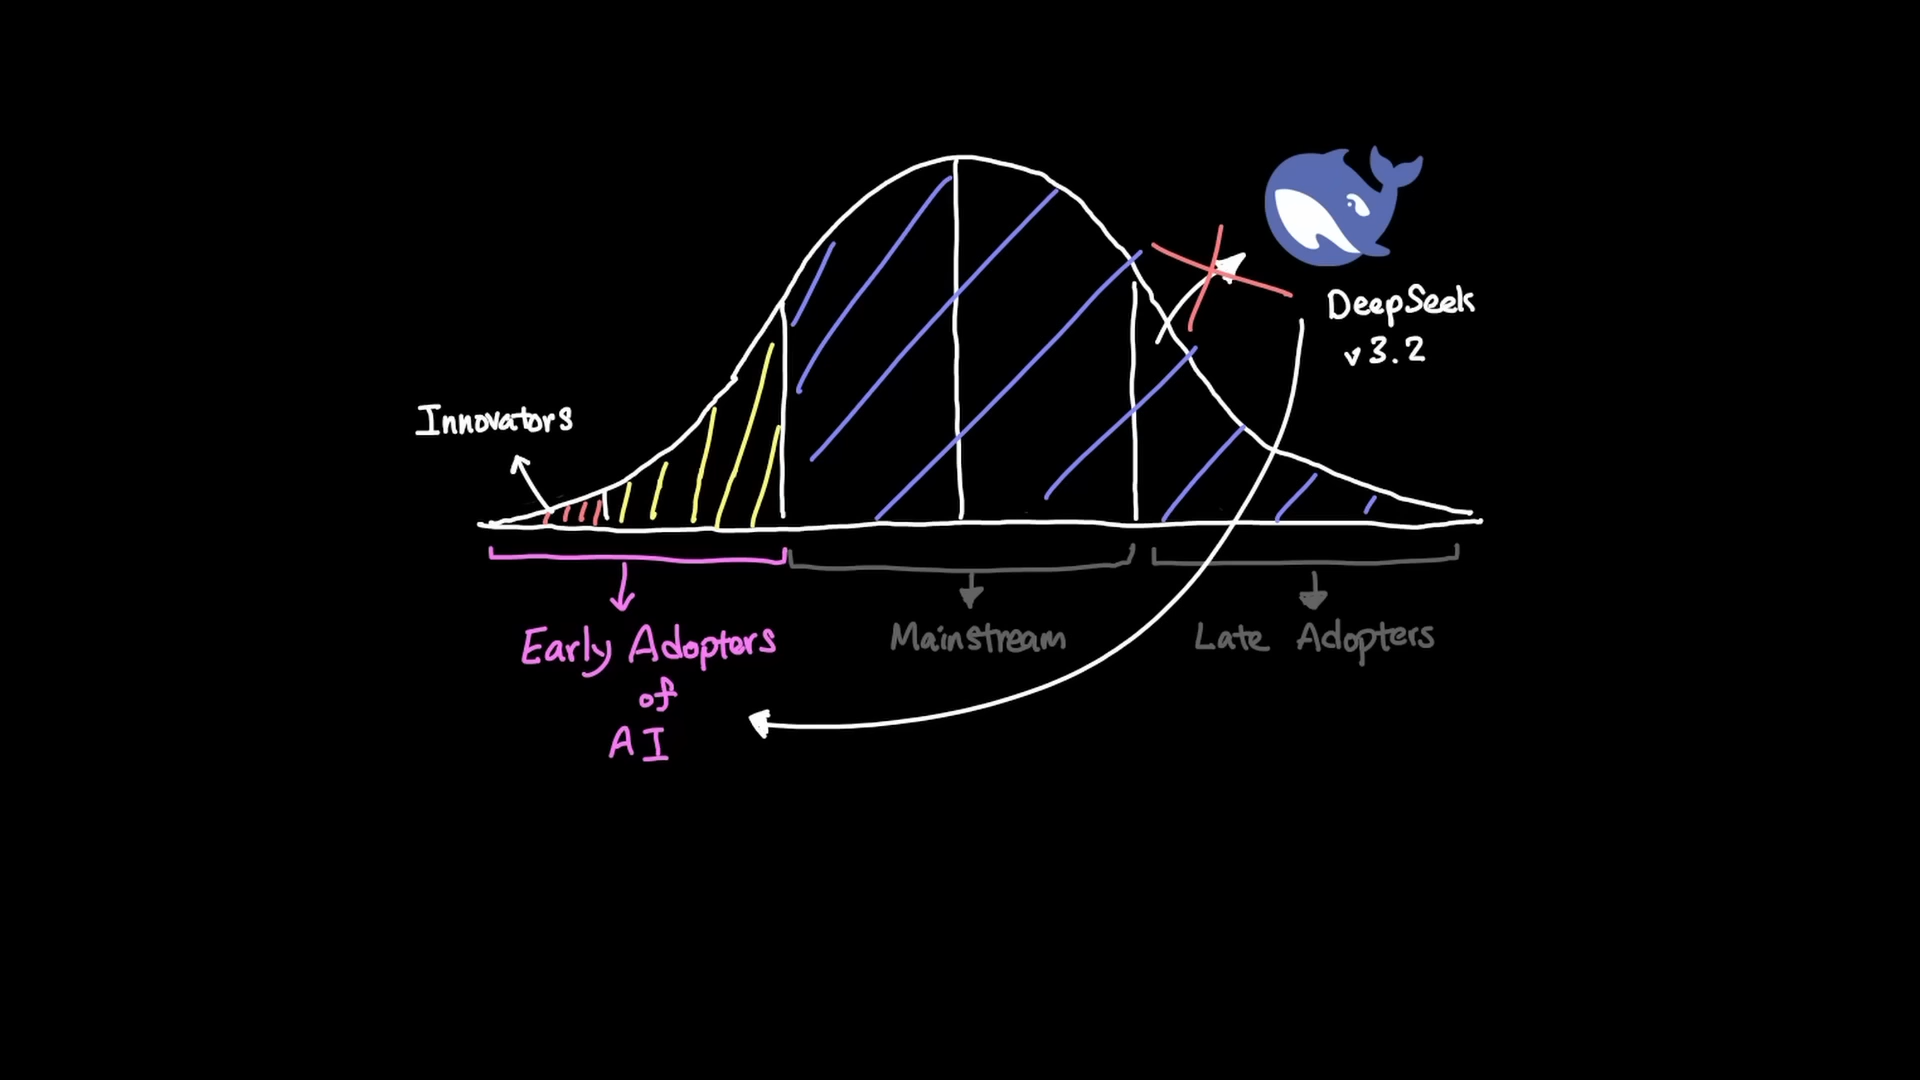 DeepSeek
v3.2
Innovators
Early Adopters
of
AI
Mainstream
Late Adopters